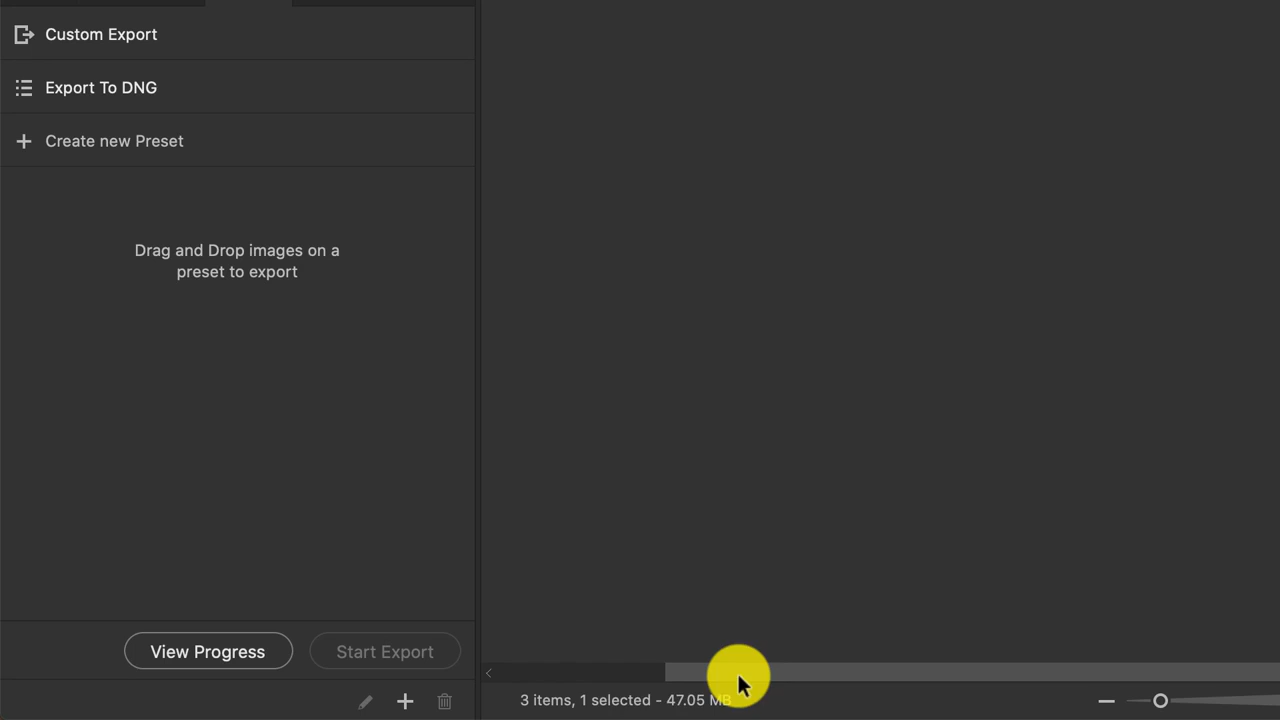 Custom Export
Export To DNG
Create new Preset
Drag and Drop images on a
preset to export
View Progress
Start Export
3 items, 1 selected - 47.05 MB